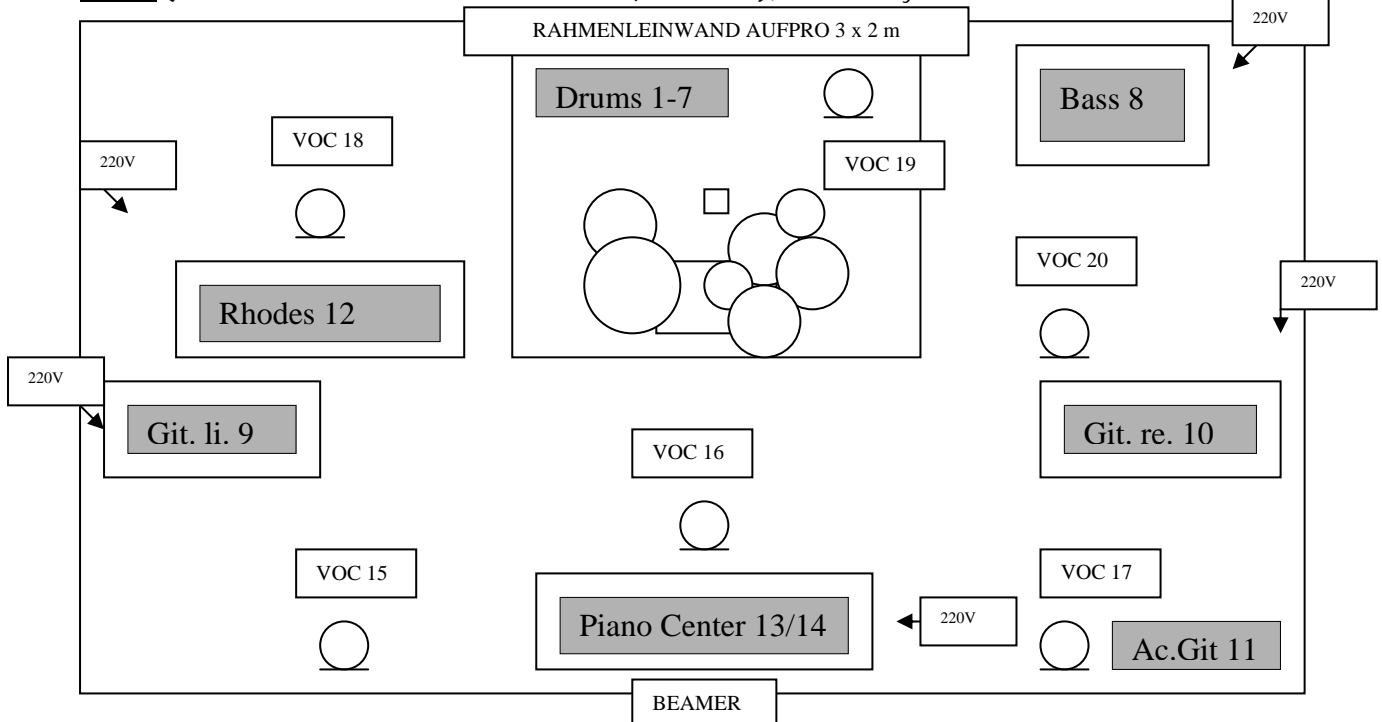 220V
RAHMENLEINWAND AUFPRO 3 x 2 m
Drums 1-7
Bass 8
VOC 18
220V
VOC 19
VOC 20
220V
Rhodes 12
220V
Git. li. 9
Git. re. 10
VOC 16
VOC 15
VOC 17
Piano Center 13/14
220V
Ac.Git 11
BEAMER